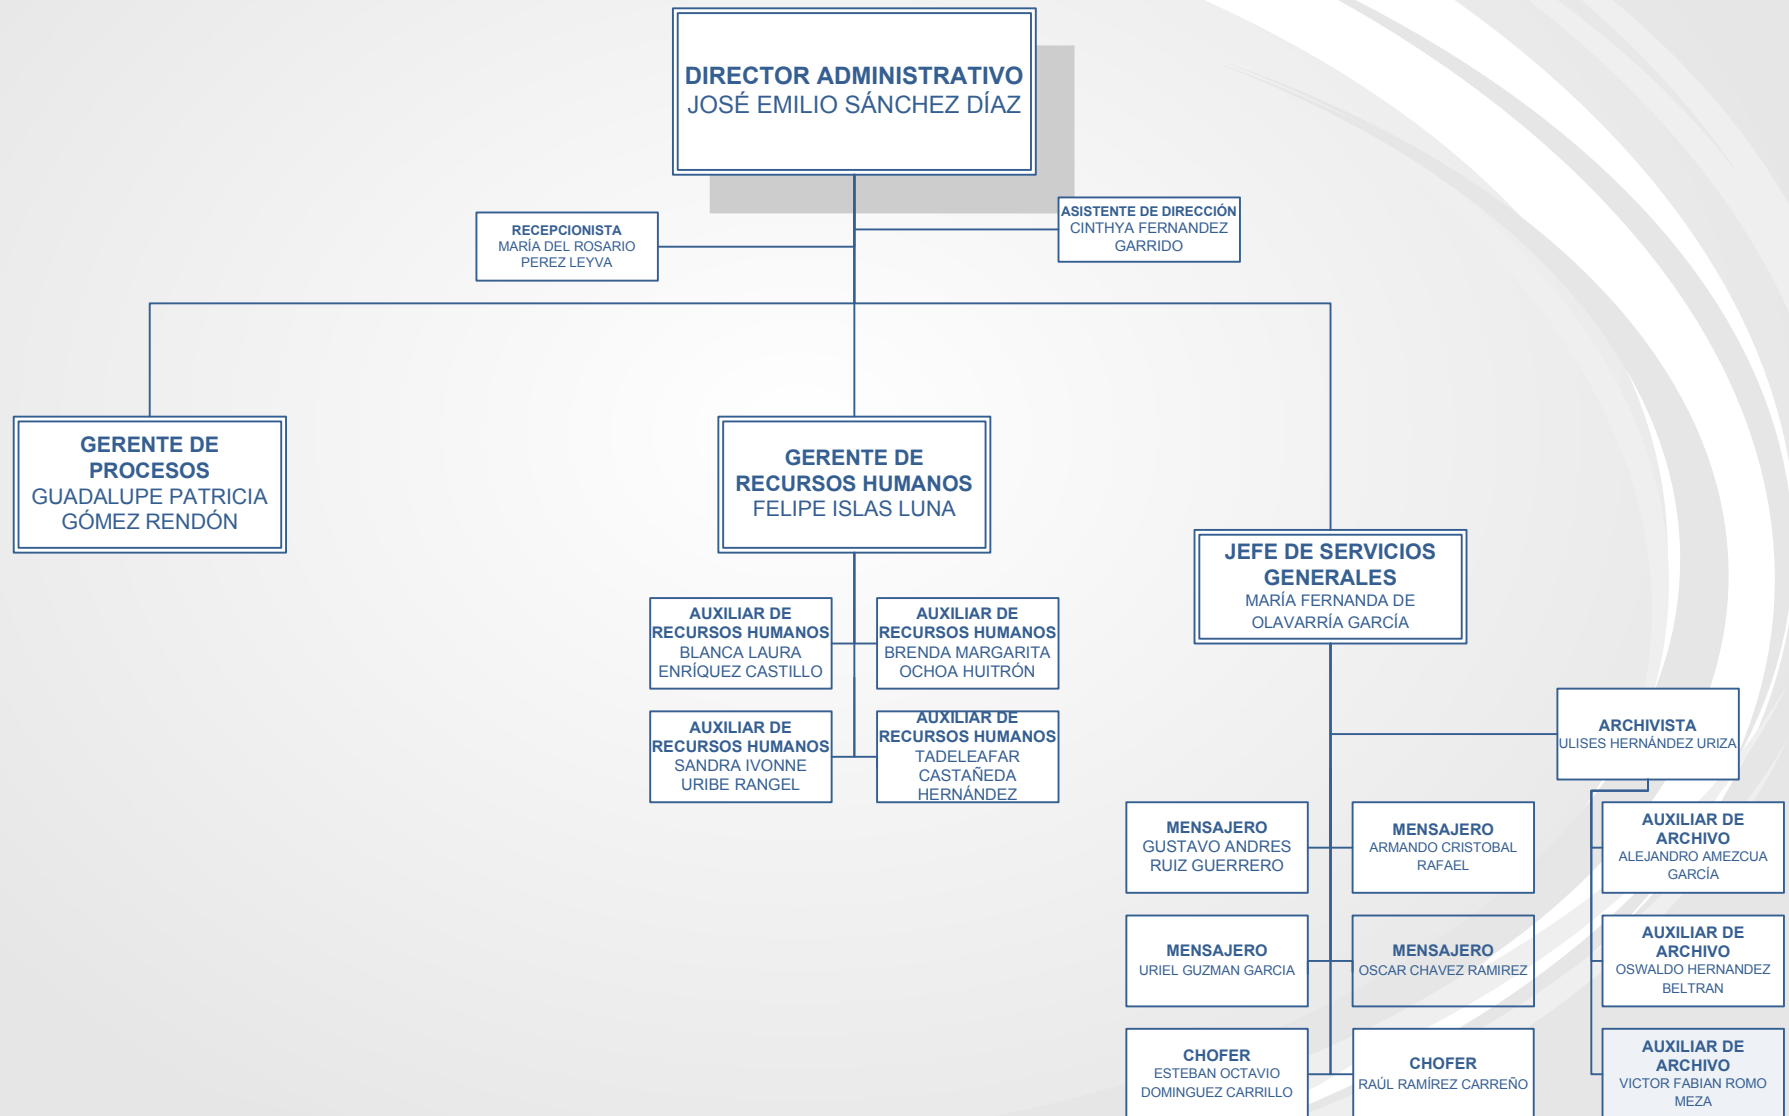 DIRECTOR ADMINISTRATIVO
JOSÉ EMILIO SÁNCHEZ DÍAZ
RECEPCIONISTA
MARÍA DEL ROSARIO
PEREZ LEYVA
ASISTENTE DE DIRECCIÓN
CINTHYA FERNANDEZ
GARRIDO
GERENTE DE
PROCESOS
GUADALUPE PATRICIA
GÓMEZ RENDÓN
GERENTE DE
RECURSOS HUMANOS
FELIPE ISLAS LUNA
JEFE DE SERVICIOS
GENERALES
MARÍA FERNANDA DE
OLAVARRÍA GARCÍA
AUXILIAR DE
RECURSOS HUMANOS
BLANCA LAURA
ENRÍQUEZ CASTILLO
AUXILIAR DE
RECURSOS HUMANOS
BRENDA MARGARITA
OCHOA HUITRÓN
AUXILIAR DE
RECURSOS HUMANOS
SANDRA IVONNE
URIBE RANGEL
AUXILIAR DE
RECURSOS HUMANOS
TADELEAFAR
CASTAÑEDA
HERNÁNDEZ
ARCHIVISTA
ULISES HERNÁNDEZ URIZA
MENSAJERO
GUSTAVO ANDRES
RUIZ GUERRERO
MENSAJERO
ARMANDO CRISTOBAL
RAFAEL
AUXILIAR DE
ARCHIVO
ALEJANDRO AMEZCUA
GARCÍA
MENSAJERO
URIEL GUZMAN GARCIA
MENSAJERO
OSCAR CHAVEZ RAMIREZ
AUXILIAR DE
ARCHIVO
OSWALDO HERNANDEZ
BELTRAN
CHOFER
ESTEBAN OCTAVIO
DOMINGUEZ CARRILLO
CHOFER
RAÚL RAMÍREZ CARREÑO
AUXILIAR DE
ARCHIVO
VICTOR FABIAN ROMO
MEZA